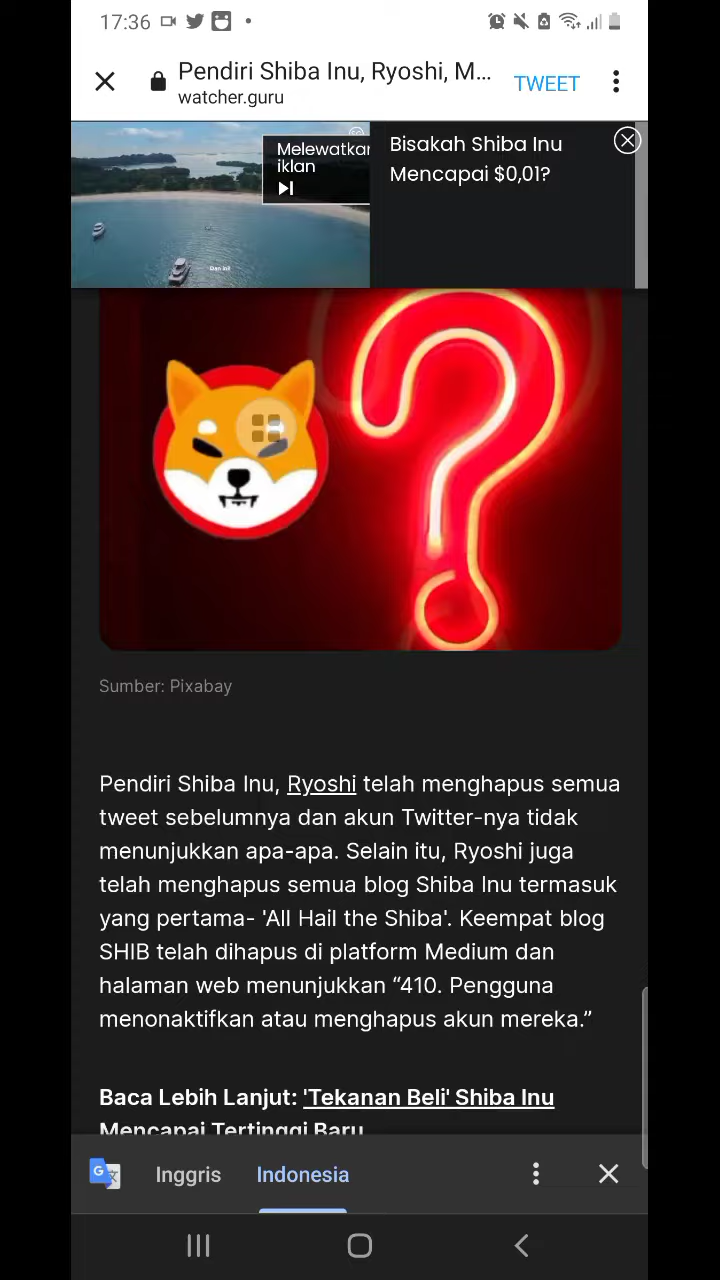 17:36
Pendiri Shiba Inu, Ryoshi, M...
watcher.guru
TWEET
Melewatkan
iklan
Bisakah Shiba Inu
Mencapai $0,01?
Dan ini
Sumber: Pixabay
Pendiri Shiba Inu, Ryoshi telah menghapus semua
tweet sebelumnya dan akun Twitter-nya tidak
menunjukkan apa-apa. Selain itu, Ryoshi juga
telah menghapus semua blog Shiba Inu termasuk
yang pertama- 'All Hail the Shiba'. Keempat blog
SHIB telah dihapus di platform Medium dan
halaman web menunjukkan “410. Pengguna
menonaktifkan atau menghapus akun mereka.”
Baca Lebih Lanjut: 'Tekanan Beli' Shiba Inu
Mencapai Tertinggi Baru
G
Inggris
Indonesia